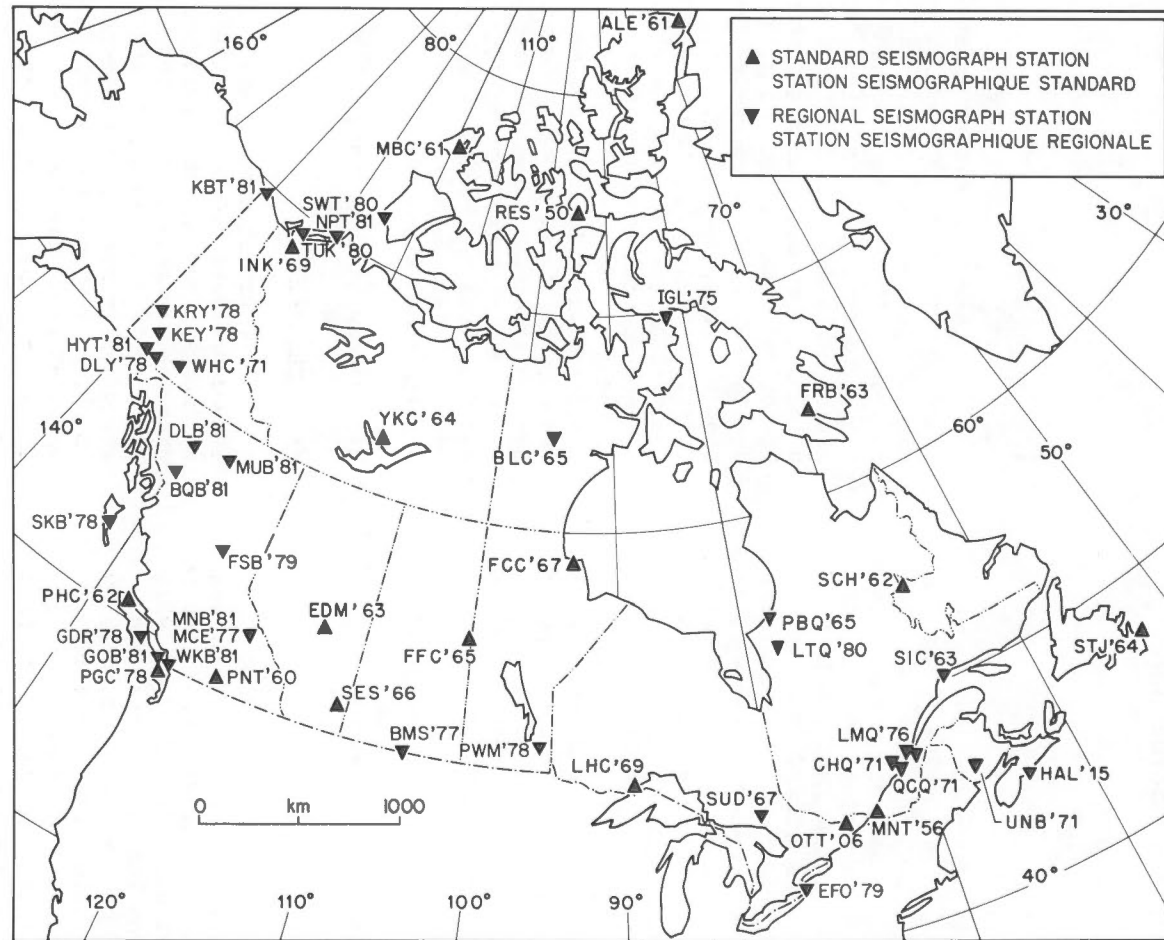 ALE'61
160°
80°
110°
STANDARD SEISMOGRAPH STATION
STATION SEISMOGRAPHIQUE STANDARD
REGIONAL SEISMOGRAPH STATION
STATION SEISMOGRAPHIQUE REGIONALE
MBC'61
KBT'81
SWT'80
NPT'81
RES'50
70°
30°
TUK'80
INK'69
IGL'75
KRY'78
KEY'78
HYT'81
DLY'78
WHC'71
FRB'63
140°
YKC'64
60°
50°
DLB'81
BLC'65
MUB'81
BQB'81
SKB'78
FSB'79
FCC'67
SCH'62
PHC'62
MNB'81
EDM'63
PBQ'65
GDR'78
MCE'77
FFC'65
LTQ'80
STJ'64
GOB'81
WKB'81
SIC'63
PGC'78
PNT'60
SES'66
BMS'77
PWM'78
LMQ'76
LHC'69
CHQ'71
HAL'15
QCQ'71
0 km 1000
SUD'67
UNB'71
OTT'06
MNT'56
EFO'79
40°
120°
110°
100°
90°